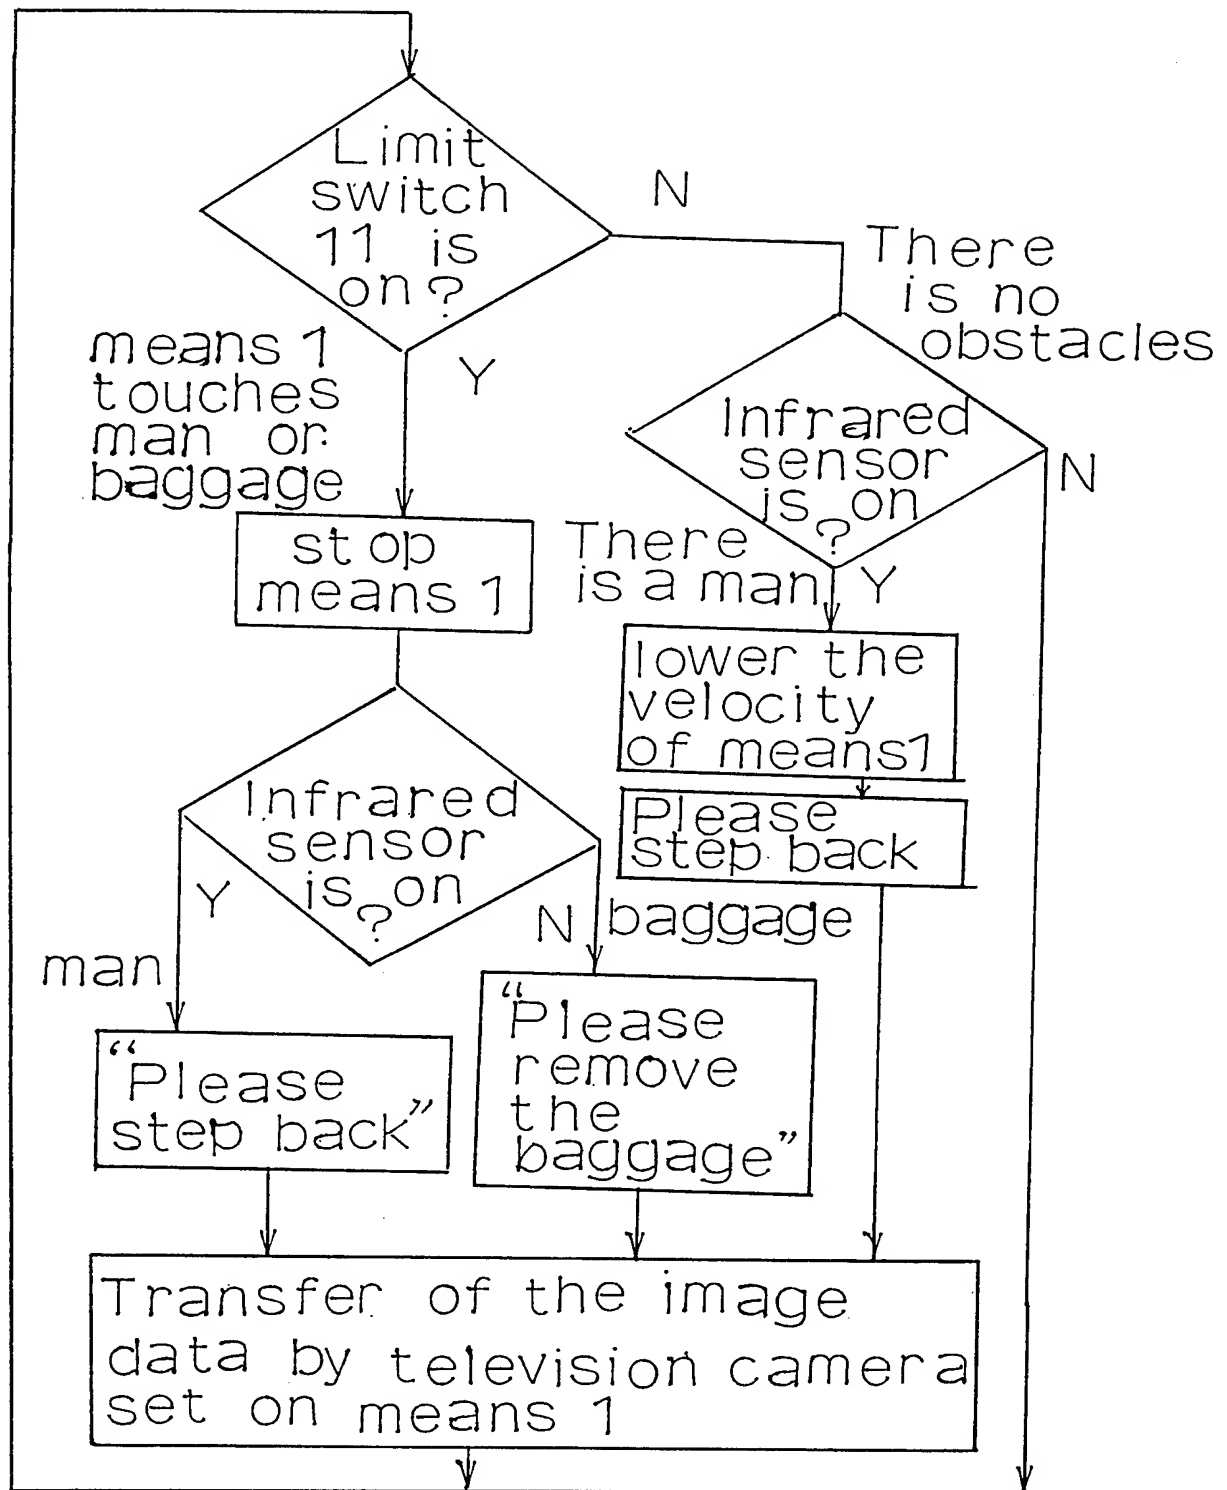 Limit
switch
11 is
on?
N
There
is no
obstacles
means 1
touches
man or
baggage
Y
Infrared
sensor
is on
?
N
stop
means 1
There
is a man
Y
lower the
velocity
of means1
Please
step back
Infrared
sensor
is on
?
Y
man
N
baggage
“Please
step back”
“Please
remove
the
baggage”
Transfer of the image
data by television camera
set on means 1